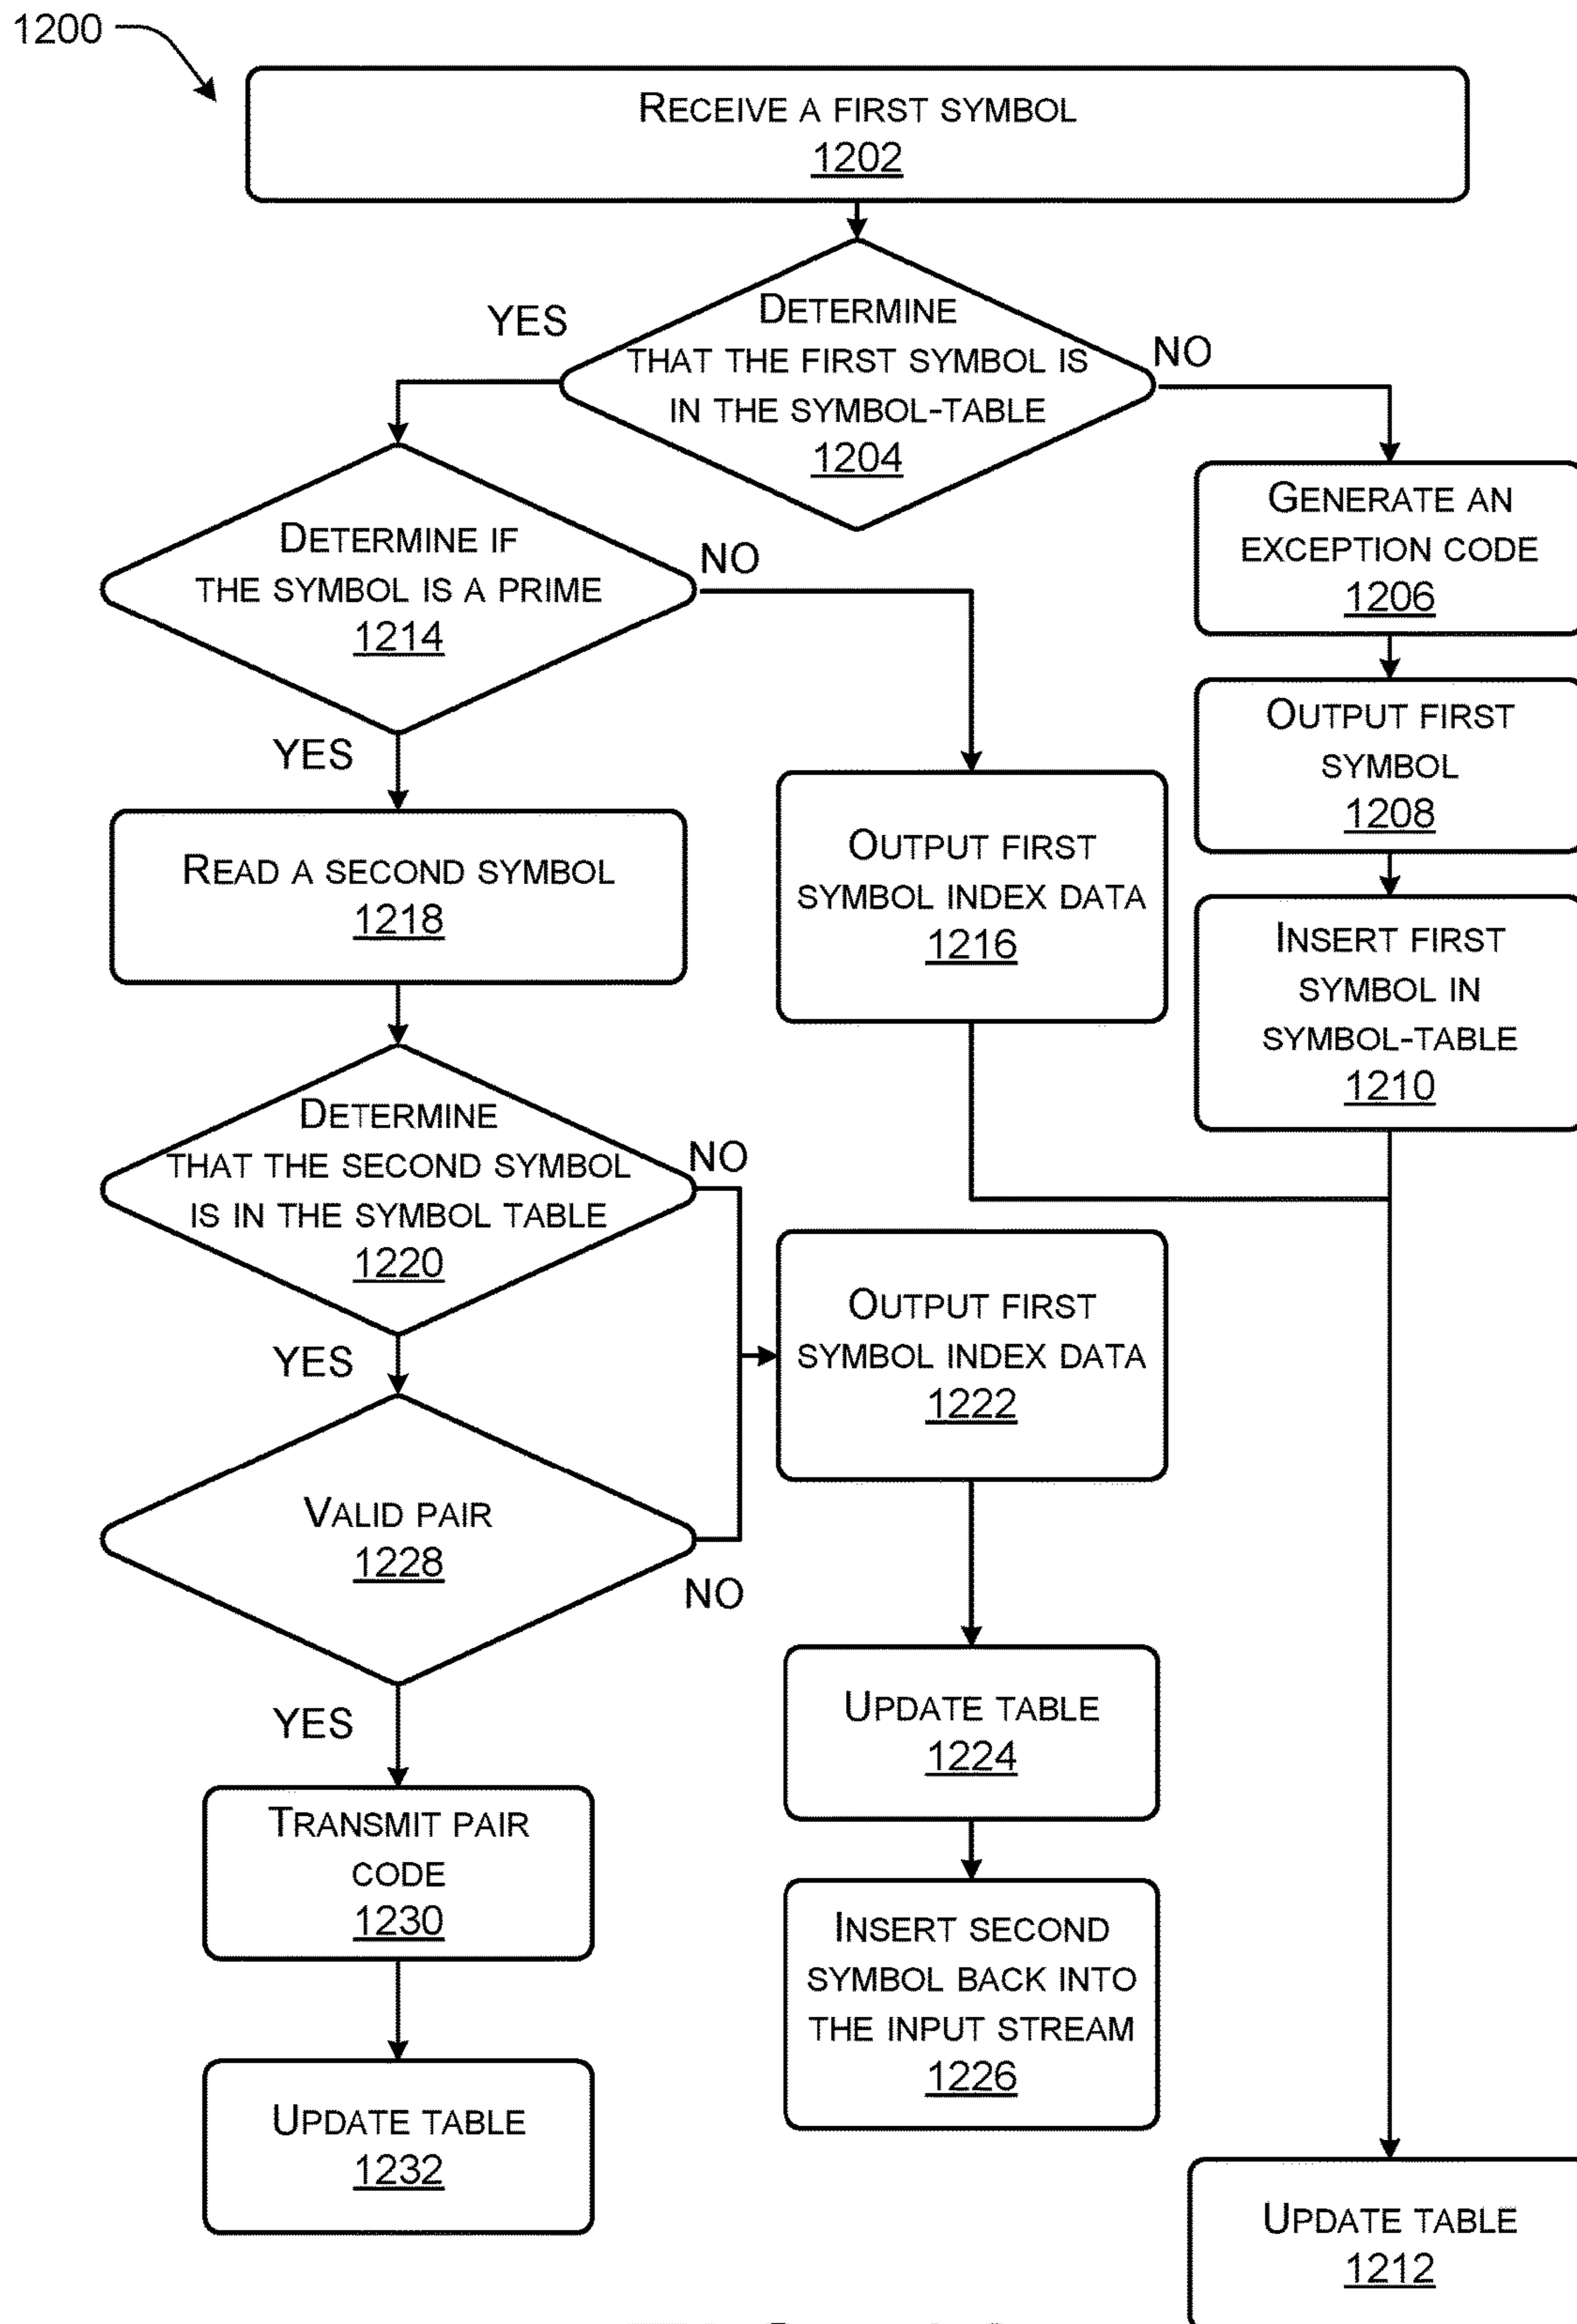 1200
RECEIVE A FIRST SYMBOL
1202
DETERMINE
THAT THE FIRST SYMBOL IS
IN THE SYMBOL-TABLE
1204
YES
NO
GENERATE AN
EXCEPTION CODE
1206
OUTPUT FIRST
SYMBOL
1208
INSERT FIRST
SYMBOL IN
SYMBOL-TABLE
1210
DETERMINE IF
THE SYMBOL IS A PRIME
1214
NO
YES
OUTPUT FIRST
SYMBOL INDEX DATA
1216
READ A SECOND SYMBOL
1218
DETERMINE
THAT THE SECOND SYMBOL
IS IN THE SYMBOL TABLE
1220
NO
YES
OUTPUT FIRST
SYMBOL INDEX DATA
1222
VALID PAIR
1228
NO
YES
UPDATE TABLE
1224
INSERT SECOND
SYMBOL BACK INTO
THE INPUT STREAM
1226
TRANSMIT PAIR
CODE
1230
UPDATE TABLE
1232
UPDATE TABLE
1212